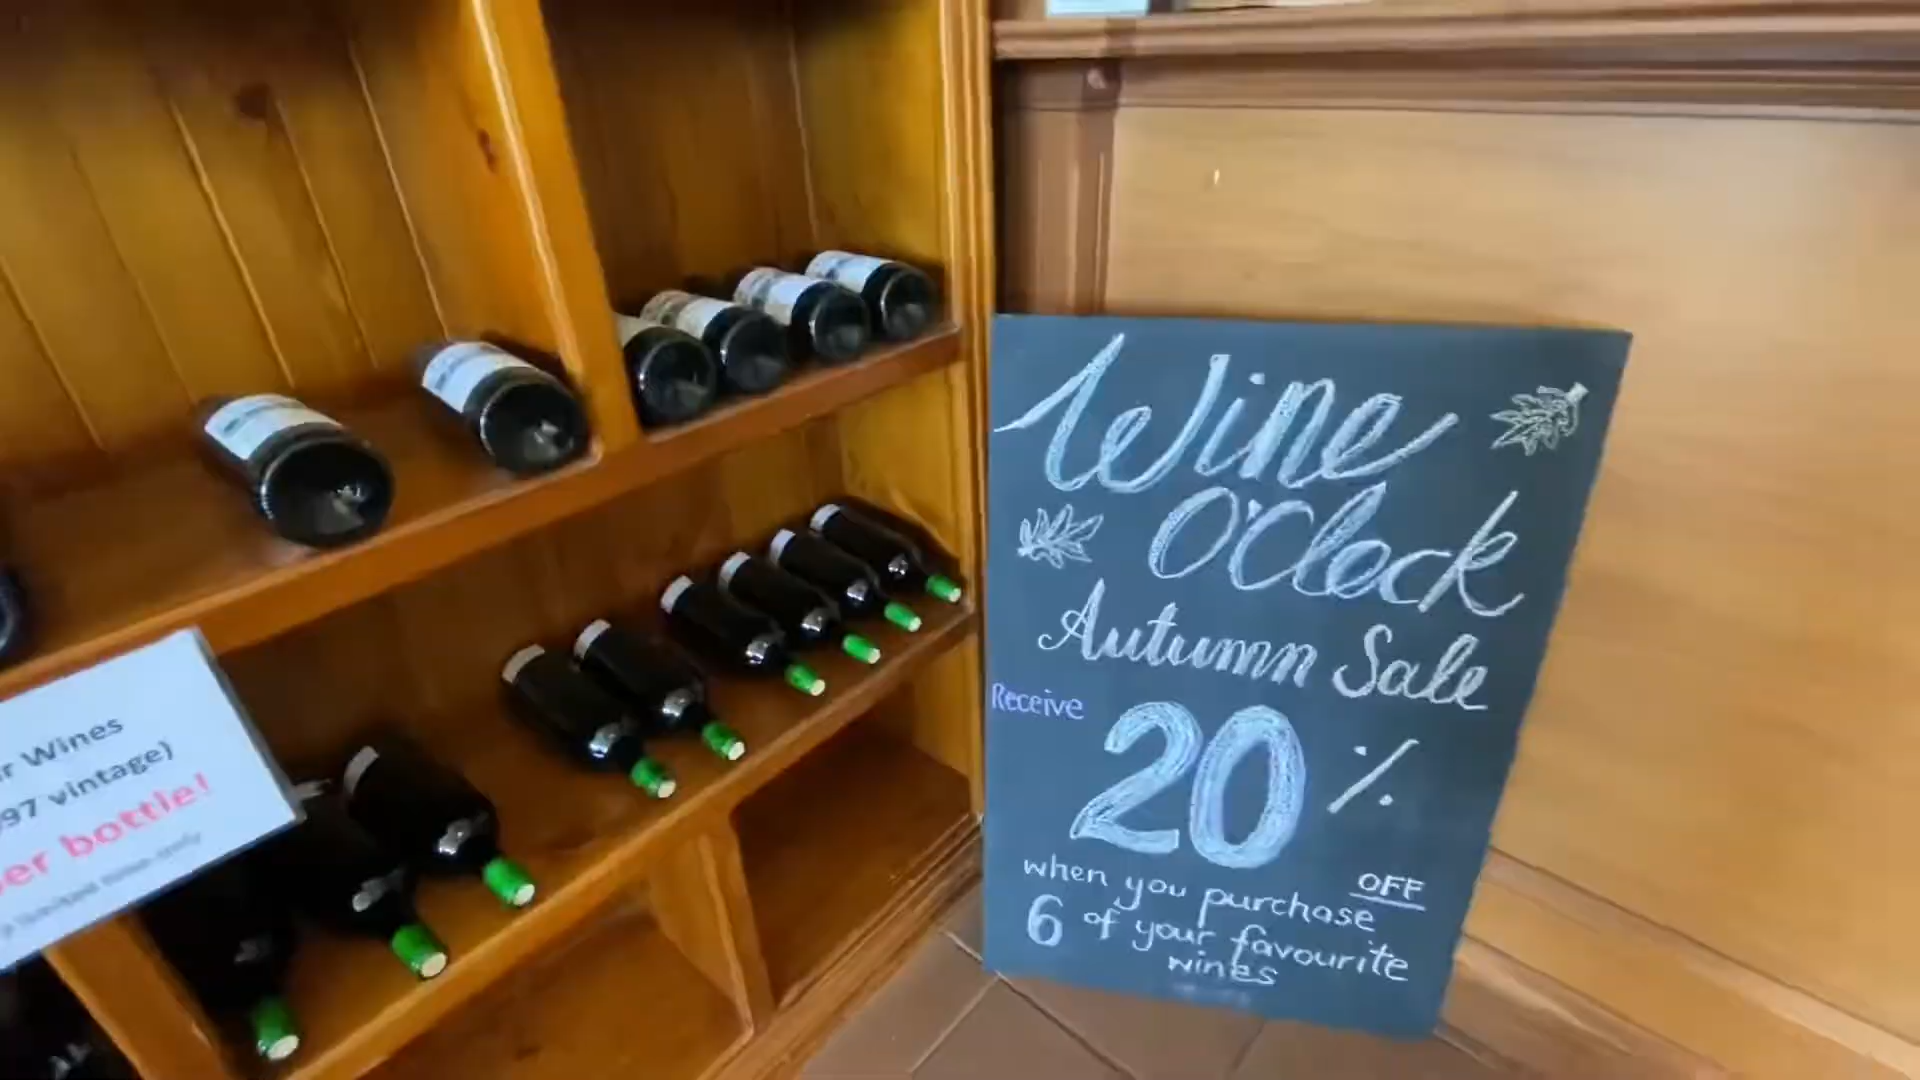 Wines
97 vintage)
er bottle!
Wine
O'Clock
Autumn Sale
Receive
20%
OFF
when you purchase
6 of your favourite
wines